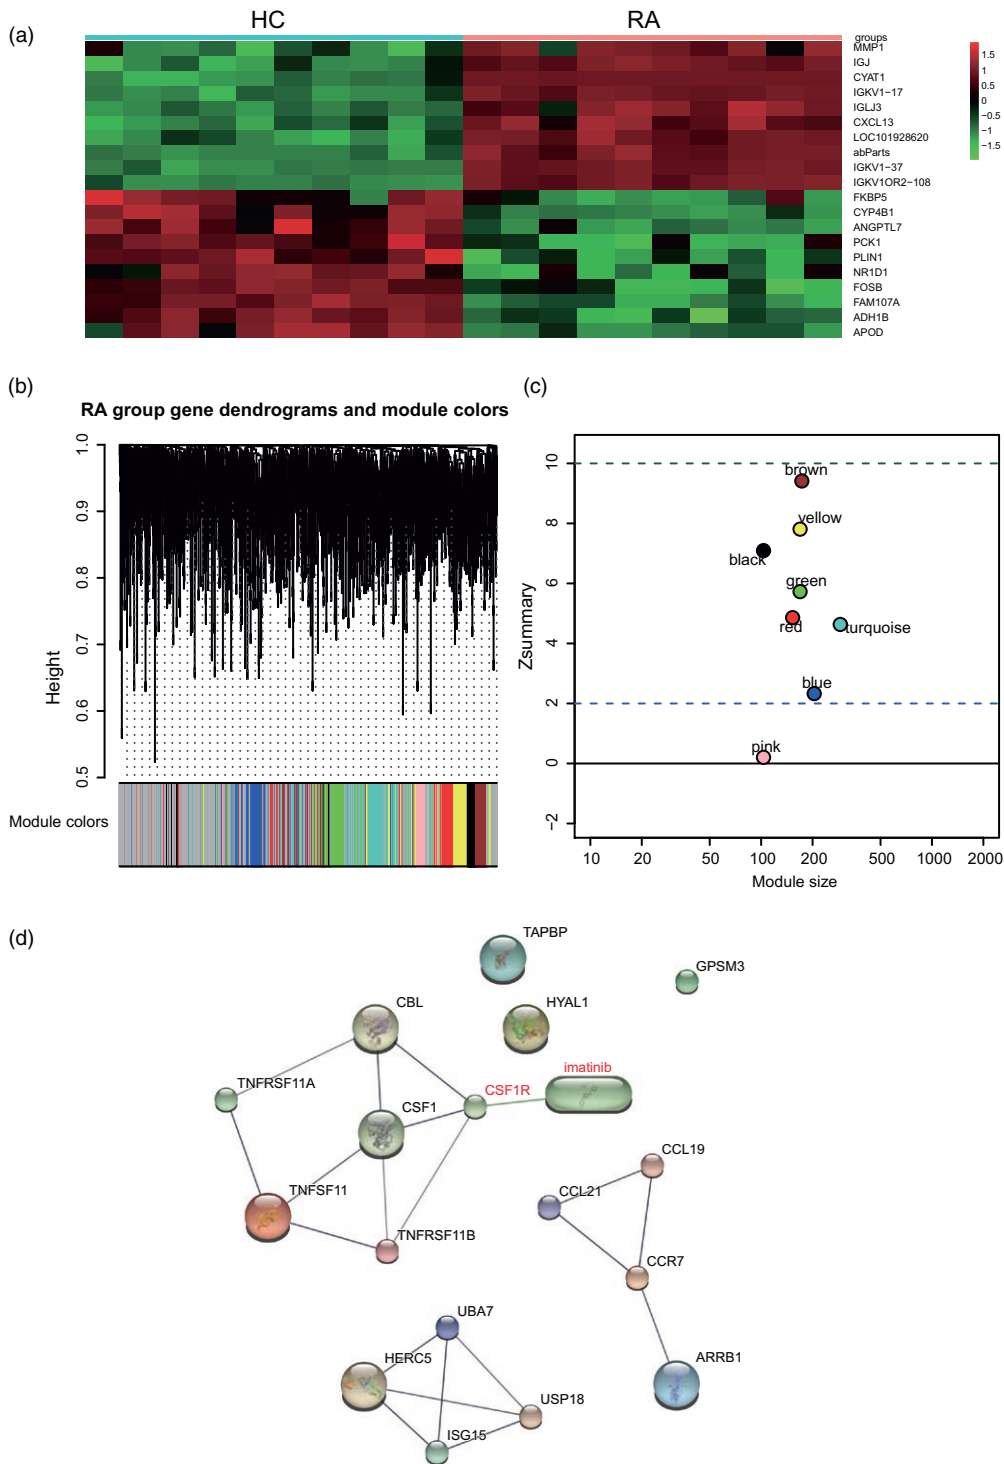 (a)
HC
RA
groups
MMP1
IGJ
CYAT1
IGKV1-17
IGLJ3
CXCL13
LOC101928620
abParts
IGKV1-37
IGKV1OR2-108
FKBP5
CYP4B1
ANGPTL7
PCK1
PLIN1
NR1D1
FOSB
FAM107A
ADH1B
APOD
1.5
1
0.5
0
-0.5
-1
-1.5
(b)
RA group gene dendrograms and module colors
Height
1.0
0.9
0.8
0.7
0.6
0.5
Module colors
(c)
Zsummary
10
8
6
4
2
0
-2
brown
yellow
black
green
red
turquoise
blue
pink
10 20 50 100 200 500 1000 2000
Module size
(d)
TAPBP
GPSM3
CBL
HYAL1
TNFRSF11A
CSF1
CSF1R
imatinib
CCL19
CCL21
TNFSF11
TNFRSF11B
CCR7
UBA7
HERC5
USP18
ISG15
ARRB1